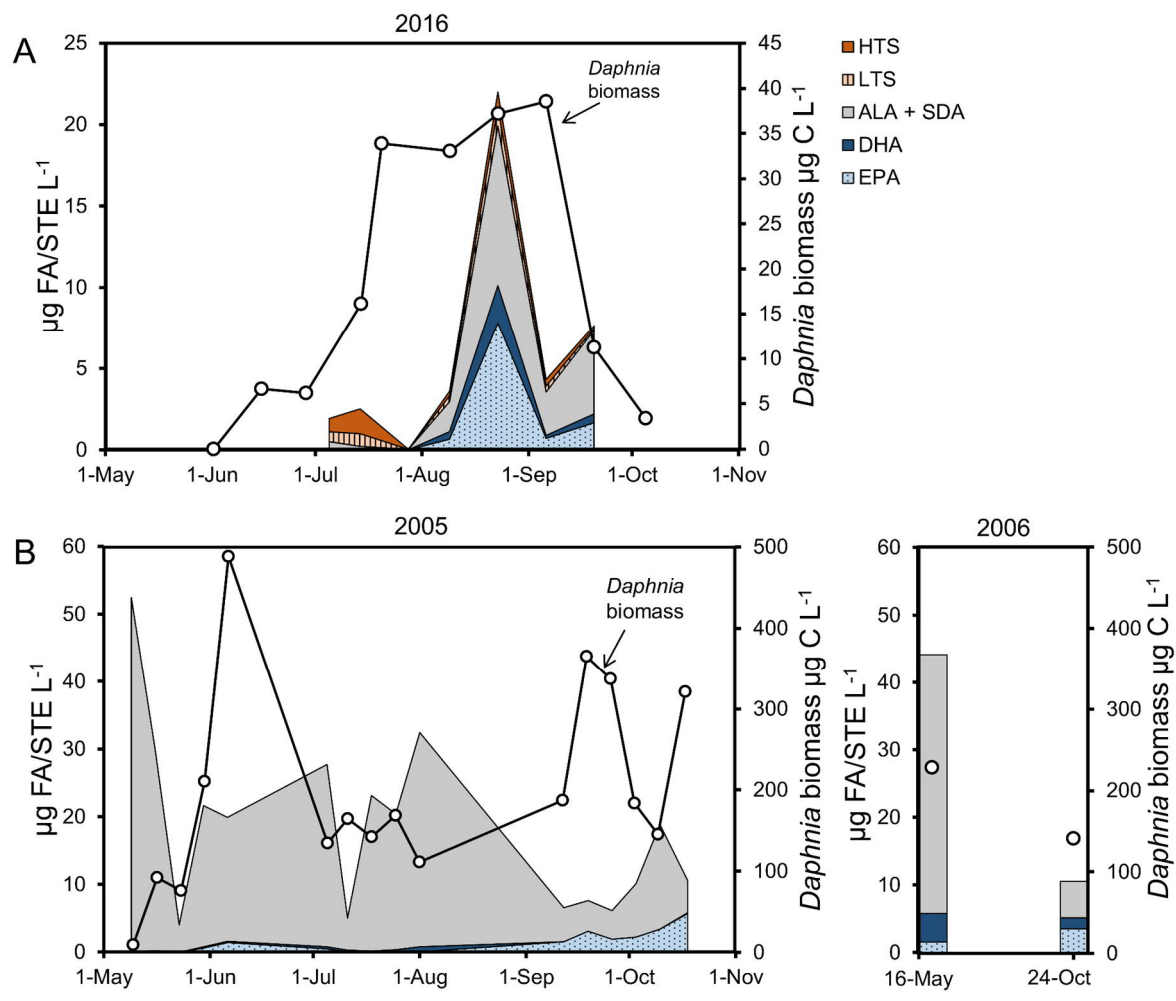 A
2016
25
20
15
10
5
0
µg FA/STE L-1
45
40
35
30
25
20
15
10
5
0
Daphnia biomass µg C L-1
Daphnia
biomass
1-May
1-Jun
1-Jul
1-Aug
1-Sep
1-Oct
1-Nov
HTS
LTS
ALA + SDA
DHA
EPA
B
2005
60
50
40
30
20
10
0
µg FA/STE L-1
500
400
300
200
100
0
Daphnia biomass µg C L-1
Daphnia
biomass
1-May
1-Jun
1-Jul
1-Aug
1-Sep
1-Oct
1-Nov
2006
60
50
40
30
20
10
0
µg FA/STE L-1
500
400
300
200
100
0
Daphnia biomass µg C L-1
16-May
24-Oct